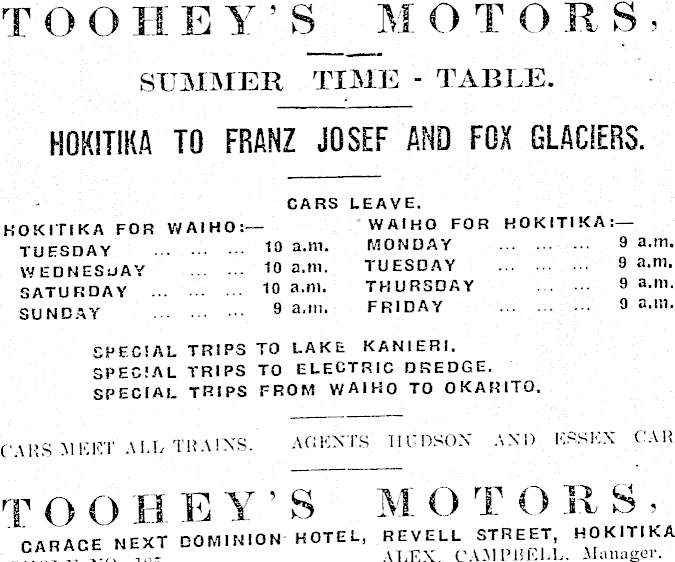 TOOHEY'S MOTORS,
SUMMER TIME - TABLE.
HOKITIKA TO FRANZ JOSEF AND FOX GLACIERS.
CARS LEAVE.
HOKITIKA FOR WAIHO:—
TUESDAY ... ... ... 10 a.m.
WEDNESDAY ... ... 10 a.m.
SATURDAY ... ... ... 10 a.m.
SUNDAY ... ... ... 9 a.m.
WAIHO FOR HOKITIKA:—
MONDAY ... ... ... 9 a.m.
TUESDAY ... ... ... 9 a.m.
THURSDAY ... ... 9 a.m.
FRIDAY ... ... ... 9 a.m.
SPECIAL TRIPS TO LAKE KANIERI.
SPECIAL TRIPS TO ELECTRIC DREDGE.
SPECIAL TRIPS FROM WAIHO TO OKARITO.
CARS MEET ALL TRAINS. AGENTS HUDSON AND ESSEX CAR
TOOHEY'S MOTORS,
GARAGE NEXT DOMINION HOTEL, REVELL STREET, HOKITIKA
ALEX. CAMPBELL, Manager.